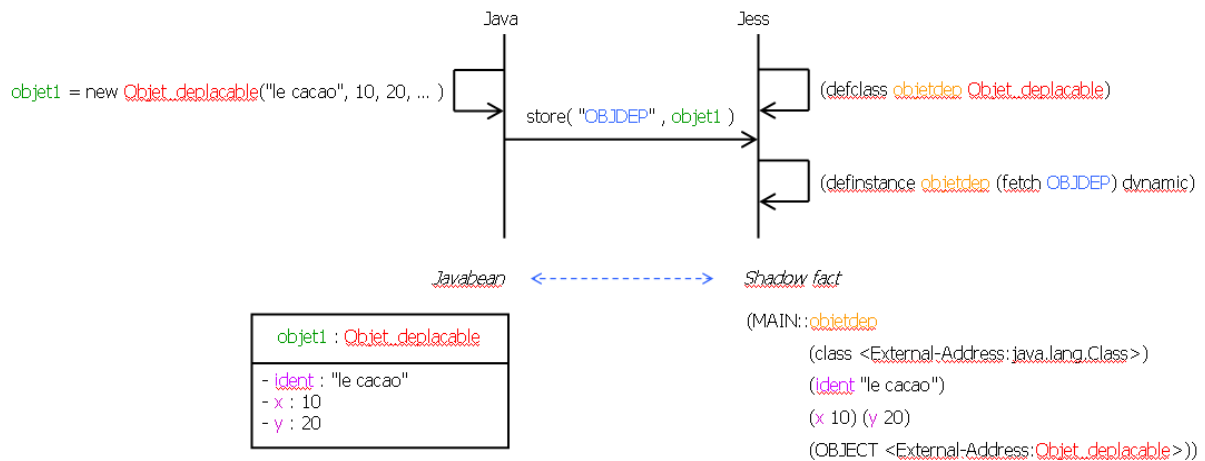 Java Jess
objet1 = new Objet_deplacable("le cacao", 10, 20, ... )
(defclass objetdep Objet_deplacable)
store( "OBJDEP" , objet1 )
(definstance objetdep (fetch OBJDEP) dynamic)
Javabean Shadow fact
objet1 : Objet_deplacable
- ident : "le cacao"
- x : 10
- y : 20
(MAIN::objetdep
(class <External-Address:java.lang.Class>)
(ident "le cacao")
(x 10) (y 20)
(OBJECT <External-Address:Objet_deplacable>))